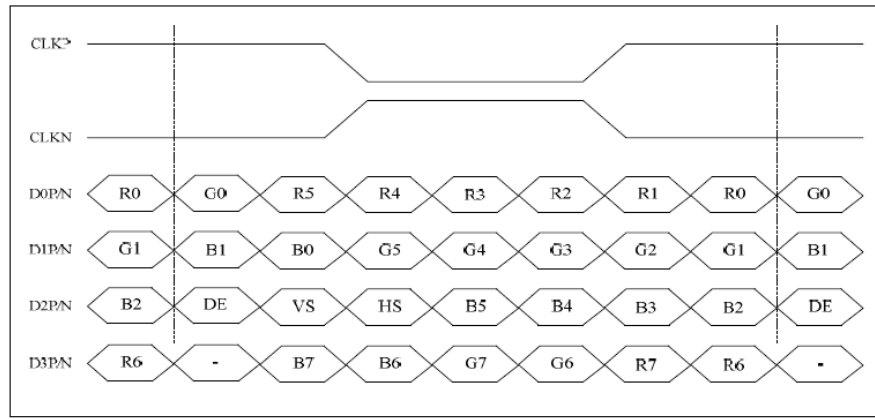 CLKP
CLKN
D0P/N R0 G0 R5 R4 R3 R2 R1 R0 G0
D1P/N G1 B1 B0 G5 G4 G3 G2 G1 B1
D2P/N B2 DE VS HS B5 B4 B3 B2 DE
D3P/N R6 - B7 B6 G7 G6 R7 R6 -